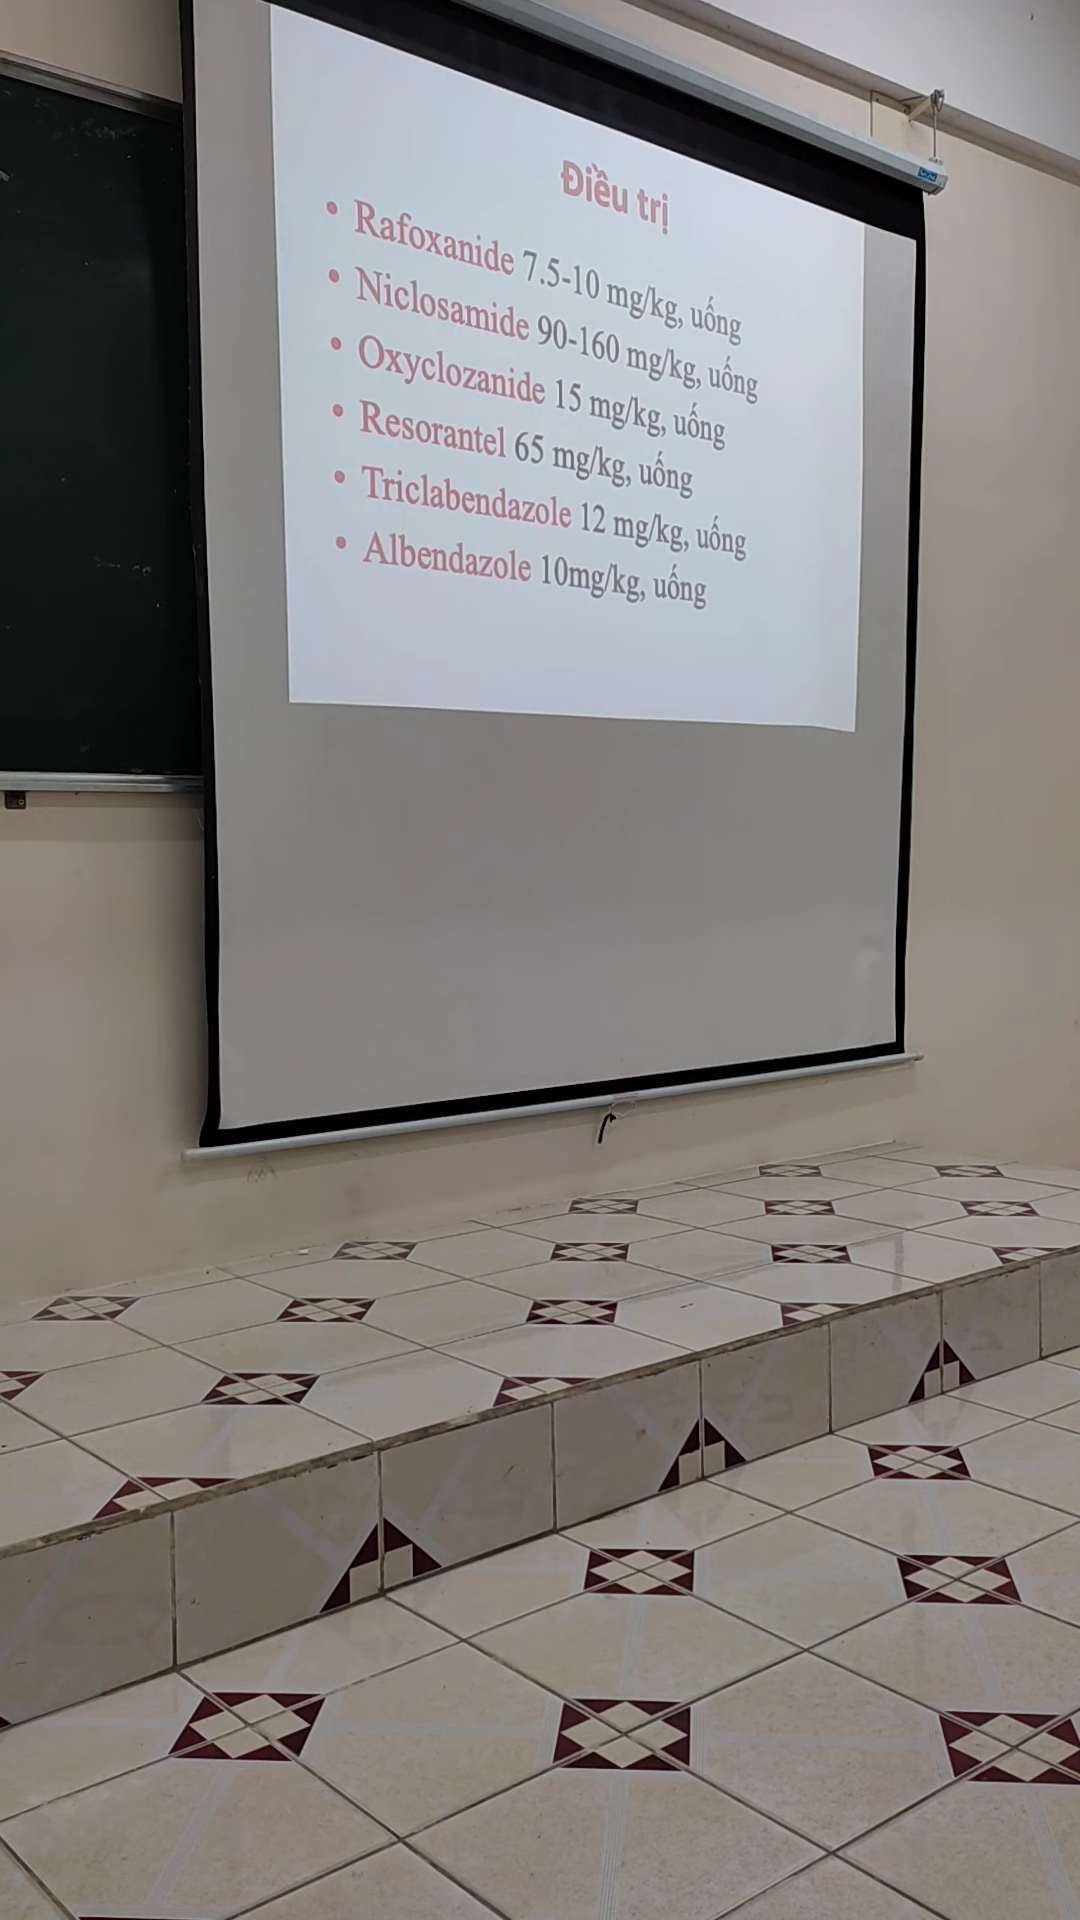 Điều trị
• Rafoxanide 7.5-10 mg/kg, uống
• Niclosamide 90-160 mg/kg, uống
• Oxyclozanide 15 mg/kg, uống
• Resorantel 65 mg/kg, uống
• Triclabendazole 12 mg/kg, uống
• Albendazole 10mg/kg, uống